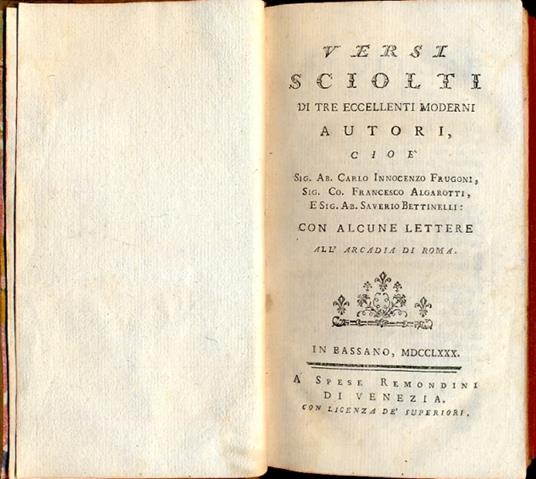 VERSI
SCIOLTI
DI TRE ECCELLENTI MODERNI
AUTORI,
CIOE'
SIG. AB. CARLO INNOCENZO FRUGONI,
SIG. CO. FRANCESCO ALGAROTTI,
E SIG. AB. SAVERIO BETTINELLI:
CON ALCUNE LETTERE
ALL' ARCADIA DI ROMA.
IN BASSANO, MDCCLXXX.
A SPESE REMONDINI
DI VENEZIA.
CON LICENZA DE' SUPERIORI.